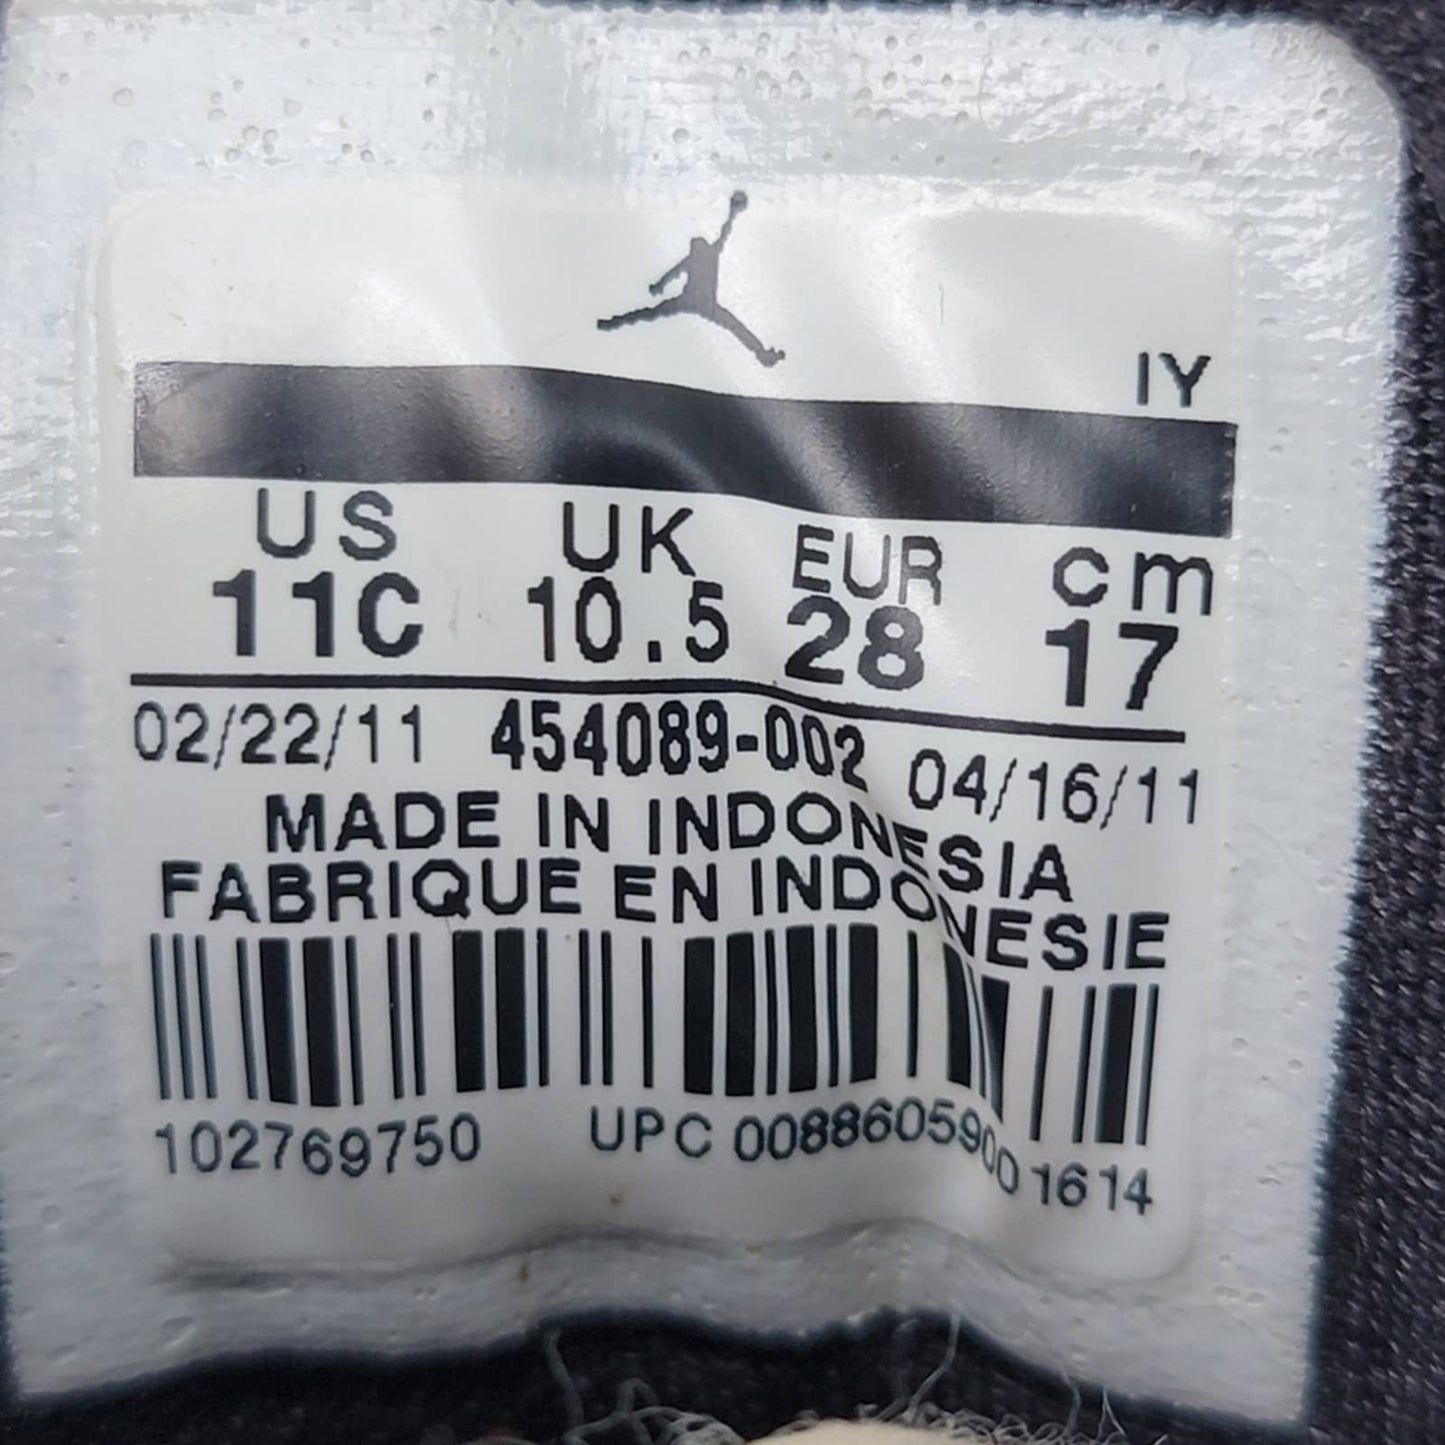 IY
US UK EUR cm
11C 10.5 28 17
02/22/11 454089-002 04/16/11
MADE IN INDONESIA
FABRIQUE EN INDONESIE
102769750 UPC 00886059001614